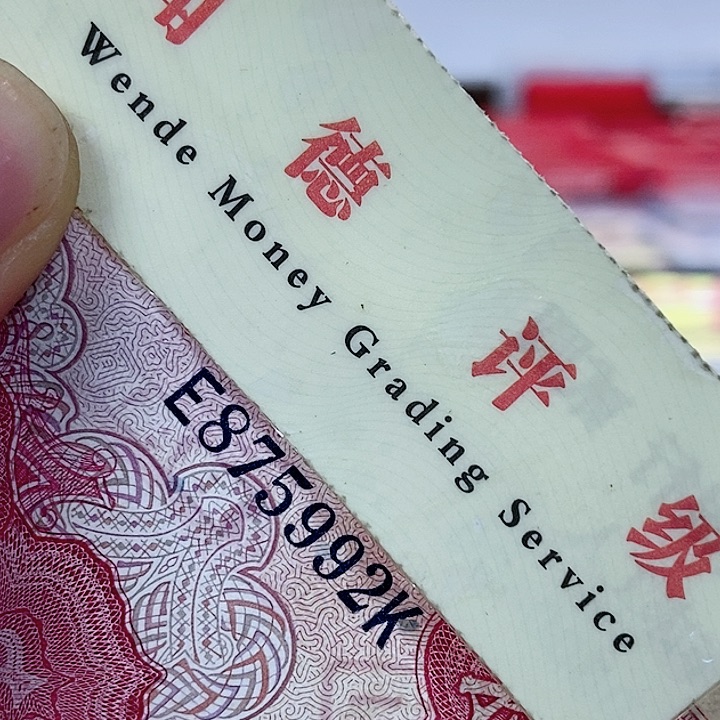 德评级
Wende Money Grading Service
E875992K